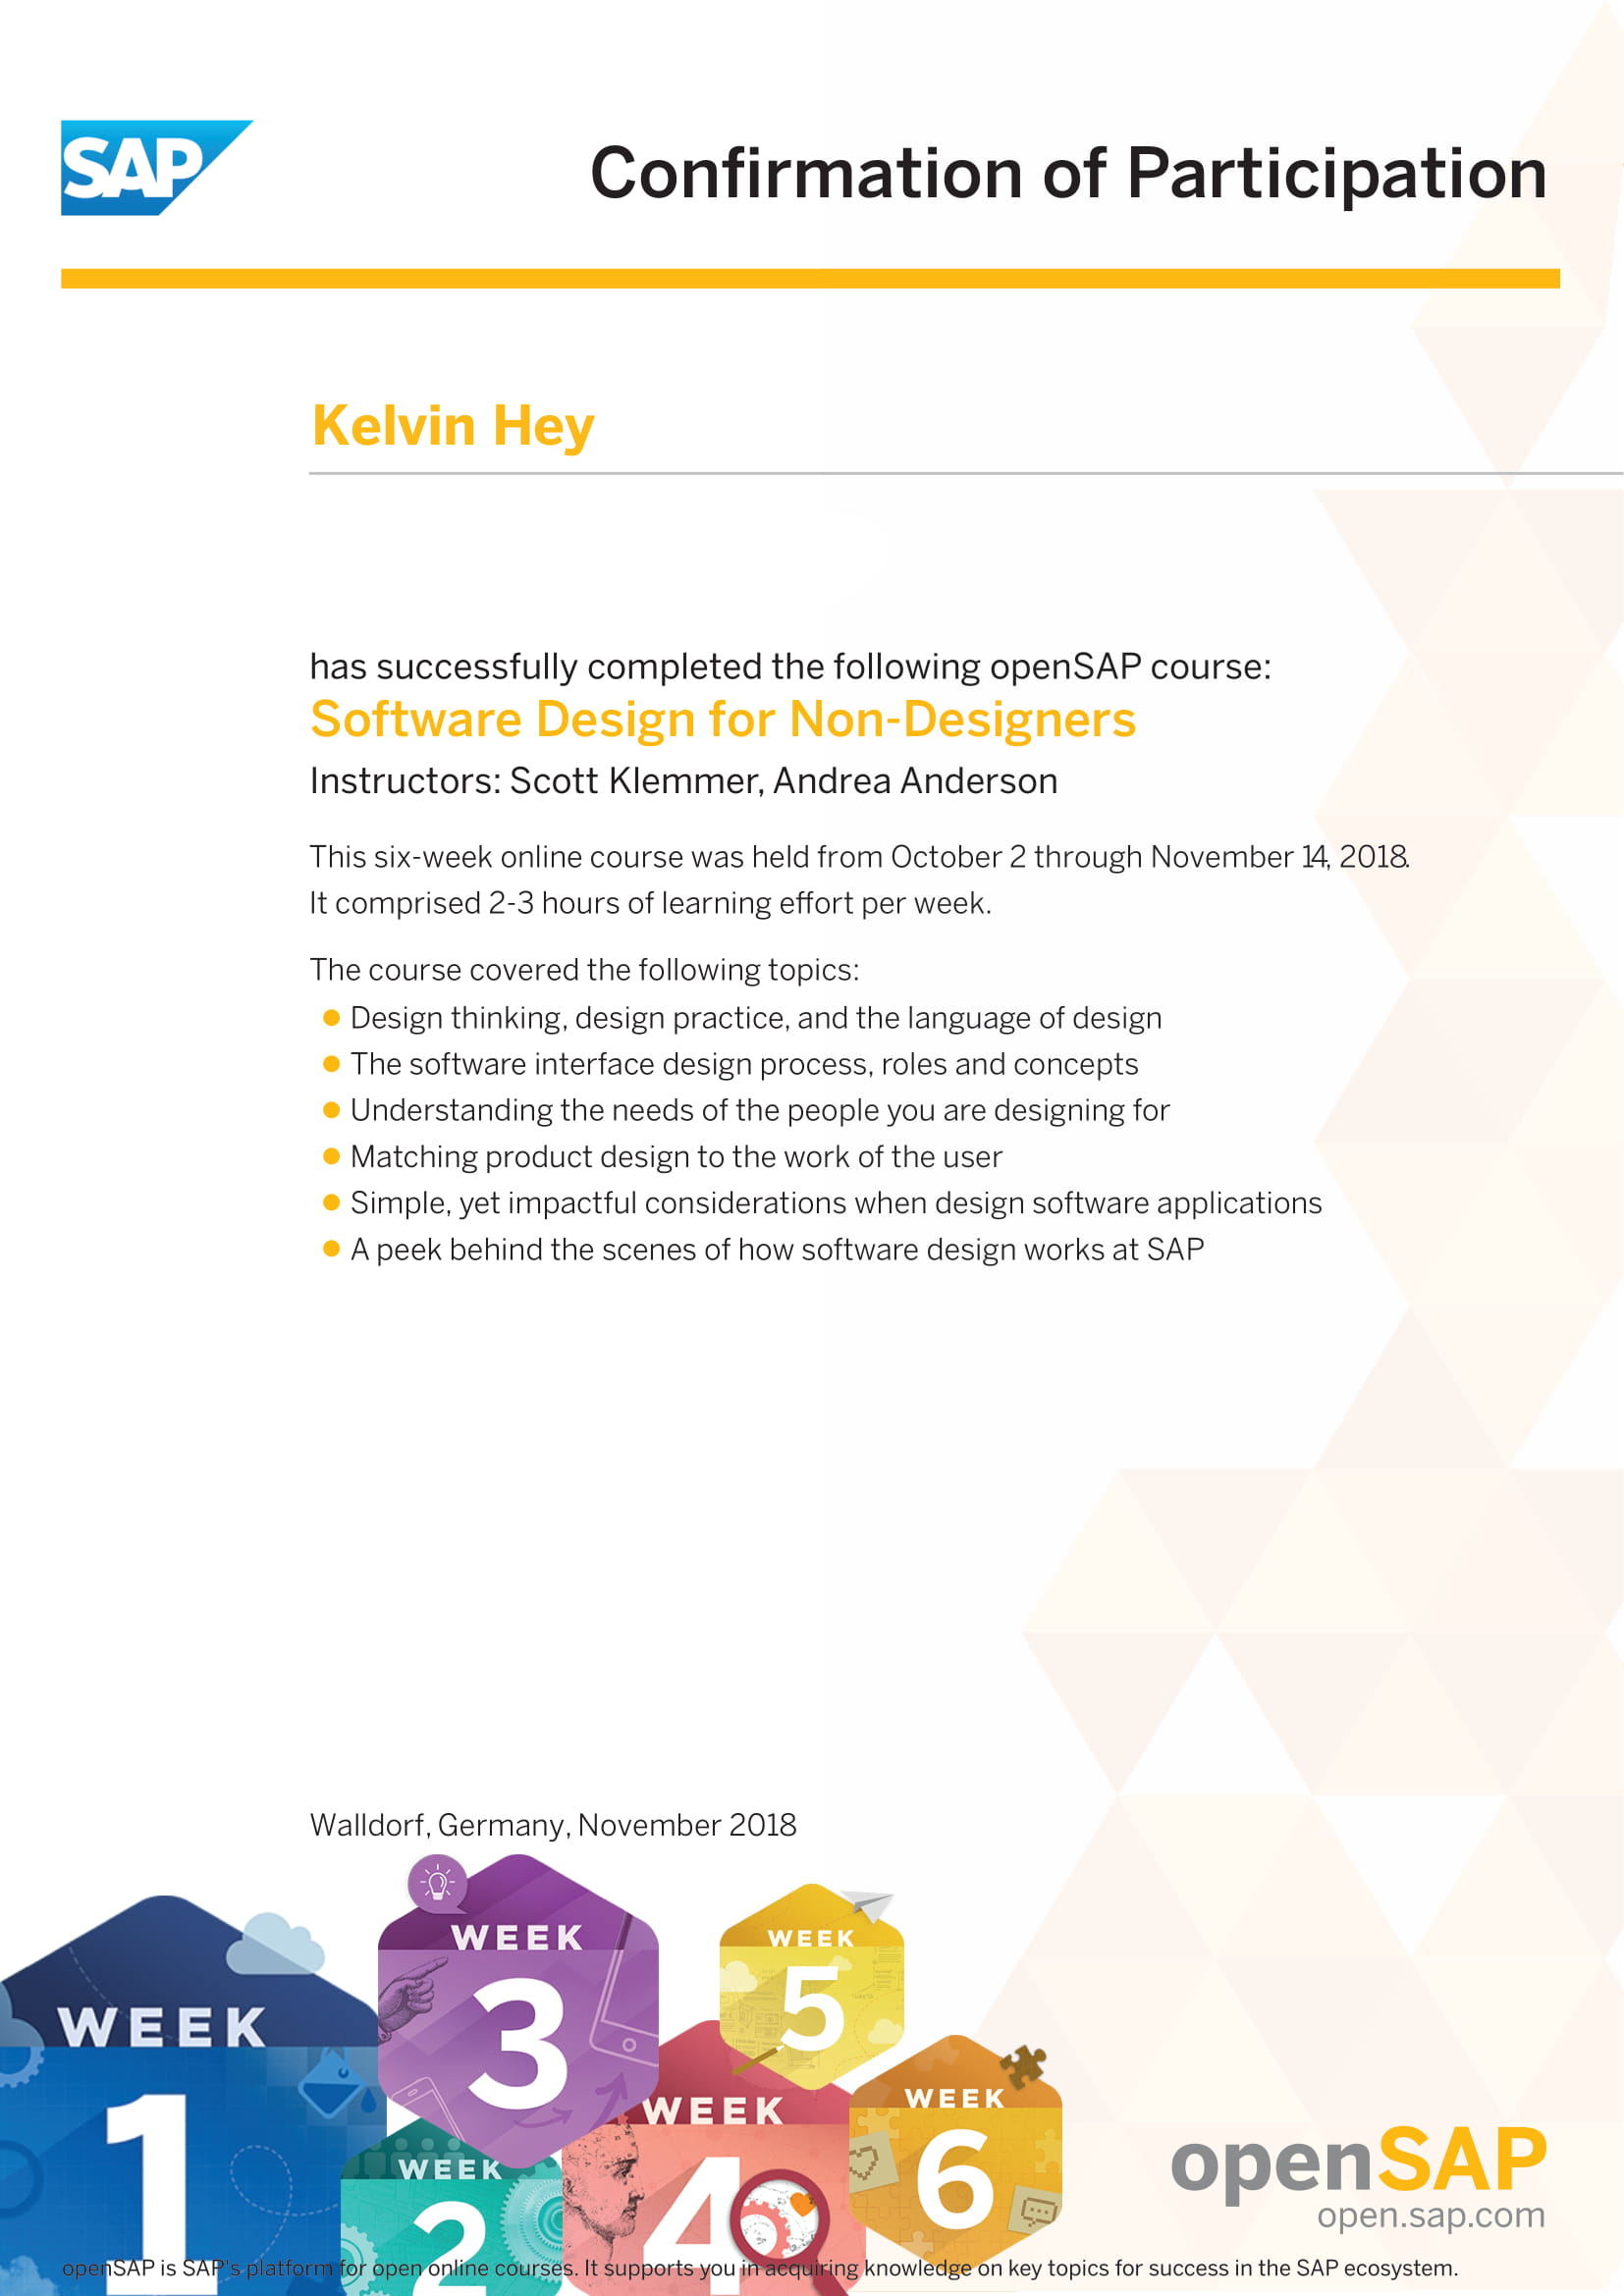 SAP
Confirmation of Participation
Kelvin Hey
has successfully completed the following openSAP course:
Software Design for Non-Designers
Instructors: Scott Klemmer, Andrea Anderson
This six-week online course was held from October 2 through November 14, 2018.
It comprised 2-3 hours of learning effort per week.
The course covered the following topics:
● Design thinking, design practice, and the language of design
● The software interface design process, roles and concepts
● Understanding the needs of the people you are designing for
● Matching product design to the work of the user
● Simple, yet impactful considerations when design software applications
● A peek behind the scenes of how software design works at SAP
Walldorf, Germany, November 2018
WEEK
1
WEEK
2
WEEK
3
WEEK
4
WEEK
5
WEEK
6
openSAP
open.sap.com
openSAP is SAP's platform for open online courses. It supports you in acquiring knowledge on key topics for success in the SAP ecosystem.